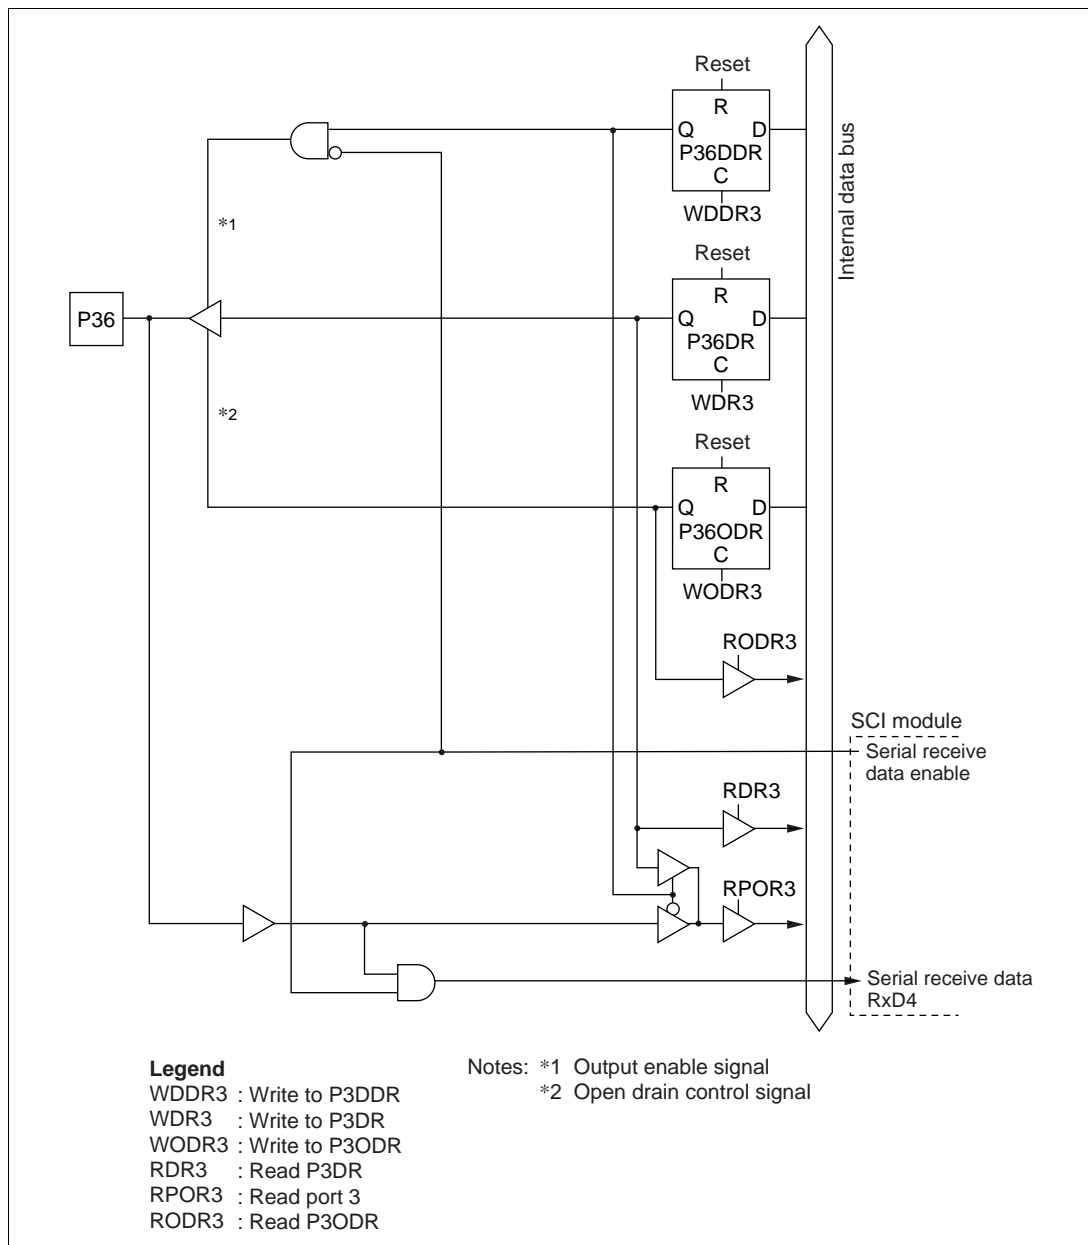 Reset
R
Q D
P36DDR
C
WDDR3
Internal data bus
*1
Reset
R
P36
Q D
P36DR
C
WDR3
*2
Reset
R
Q D
P36ODR
C
WODR3
RODR3
SCI module
Serial receive
data enable
RDR3
RPOR3
Serial receive data
RxD4
Legend
WDDR3 : Write to P3DDR
WDR3 : Write to P3DR
WODR3 : Write to P3ODR
RDR3 : Read P3DR
RPOR3 : Read port 3
RODR3 : Read P3ODR
Notes: *1 Output enable signal
*2 Open drain control signal